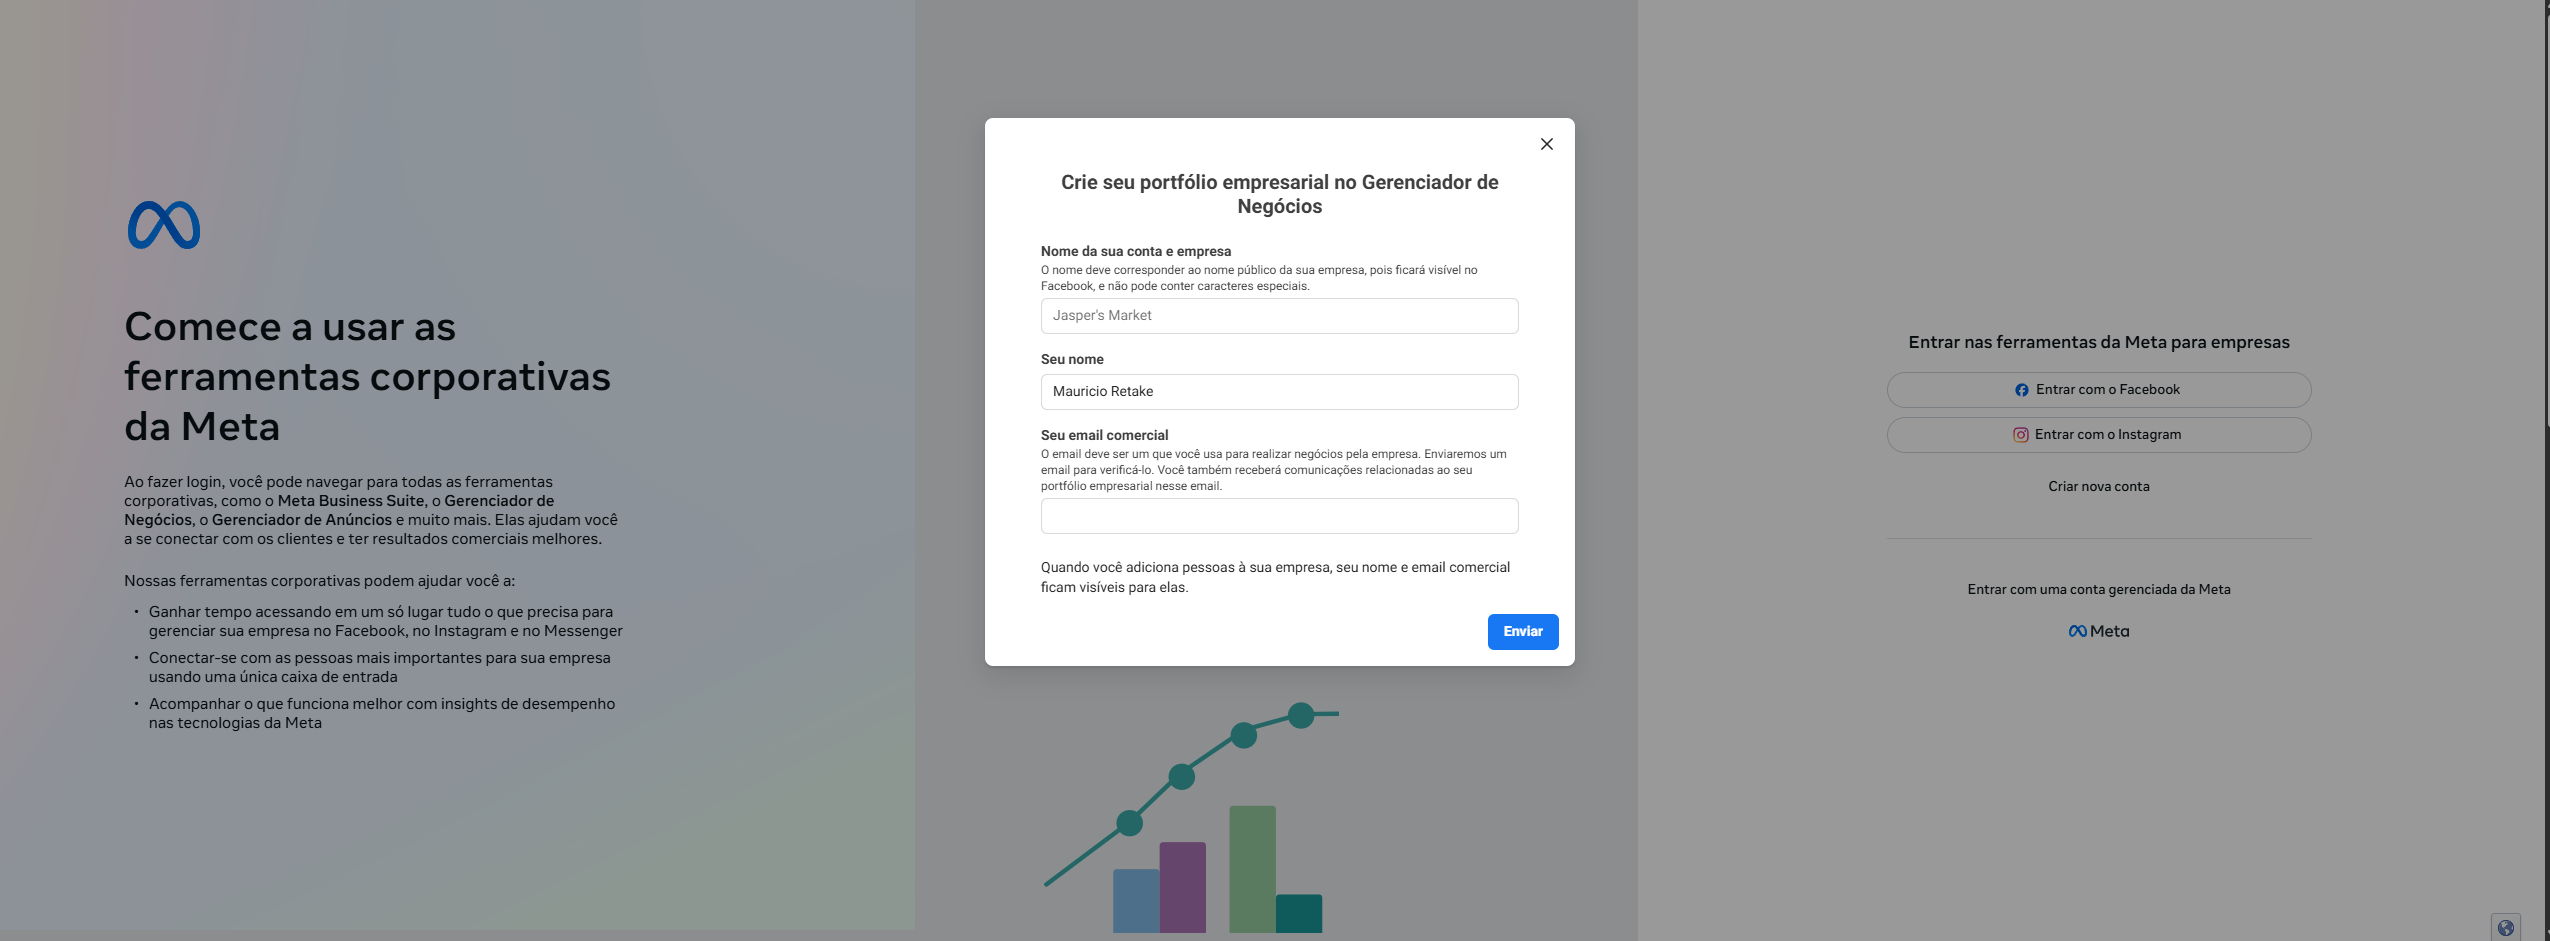 Comece a usar as
ferramentas corporativas
da Meta
Ao fazer login, você pode navegar para todas as ferramentas
corporativas, como o Meta Business Suite, o Gerenciador de
Negócios, o Gerenciador de Anúncios e muito mais. Elas ajudam você
a se conectar com os clientes e ter resultados comerciais melhores.
Nossas ferramentas corporativas podem ajudar você a:
• Ganhar tempo acessando em um só lugar tudo o que precisa para
gerenciar sua empresa no Facebook, no Instagram e no Messenger
• Conectar-se com as pessoas mais importantes para sua empresa
usando uma única caixa de entrada
• Acompanhar o que funciona melhor com insights de desempenho
nas tecnologias da Meta
Crie seu portfólio empresarial no Gerenciador de
Negócios
Nome da sua conta e empresa
O nome deve corresponder ao nome público da sua empresa, pois ficará visível no
Facebook, e não pode conter caracteres especiais.
Jasper's Market
Seu nome
Mauricio Retake
Seu email comercial
O email deve ser um que você usa para realizar negócios pela empresa. Enviaremos um
email para verificá-lo. Você também receberá comunicações relacionadas ao seu
portfólio empresarial nesse email.
Quando você adiciona pessoas à sua empresa, seu nome e email comercial
ficam visíveis para elas.
Enviar
Entrar nas ferramentas da Meta para empresas
Entrar com o Facebook
Entrar com o Instagram
Criar nova conta
Entrar com uma conta gerenciada da Meta
Meta